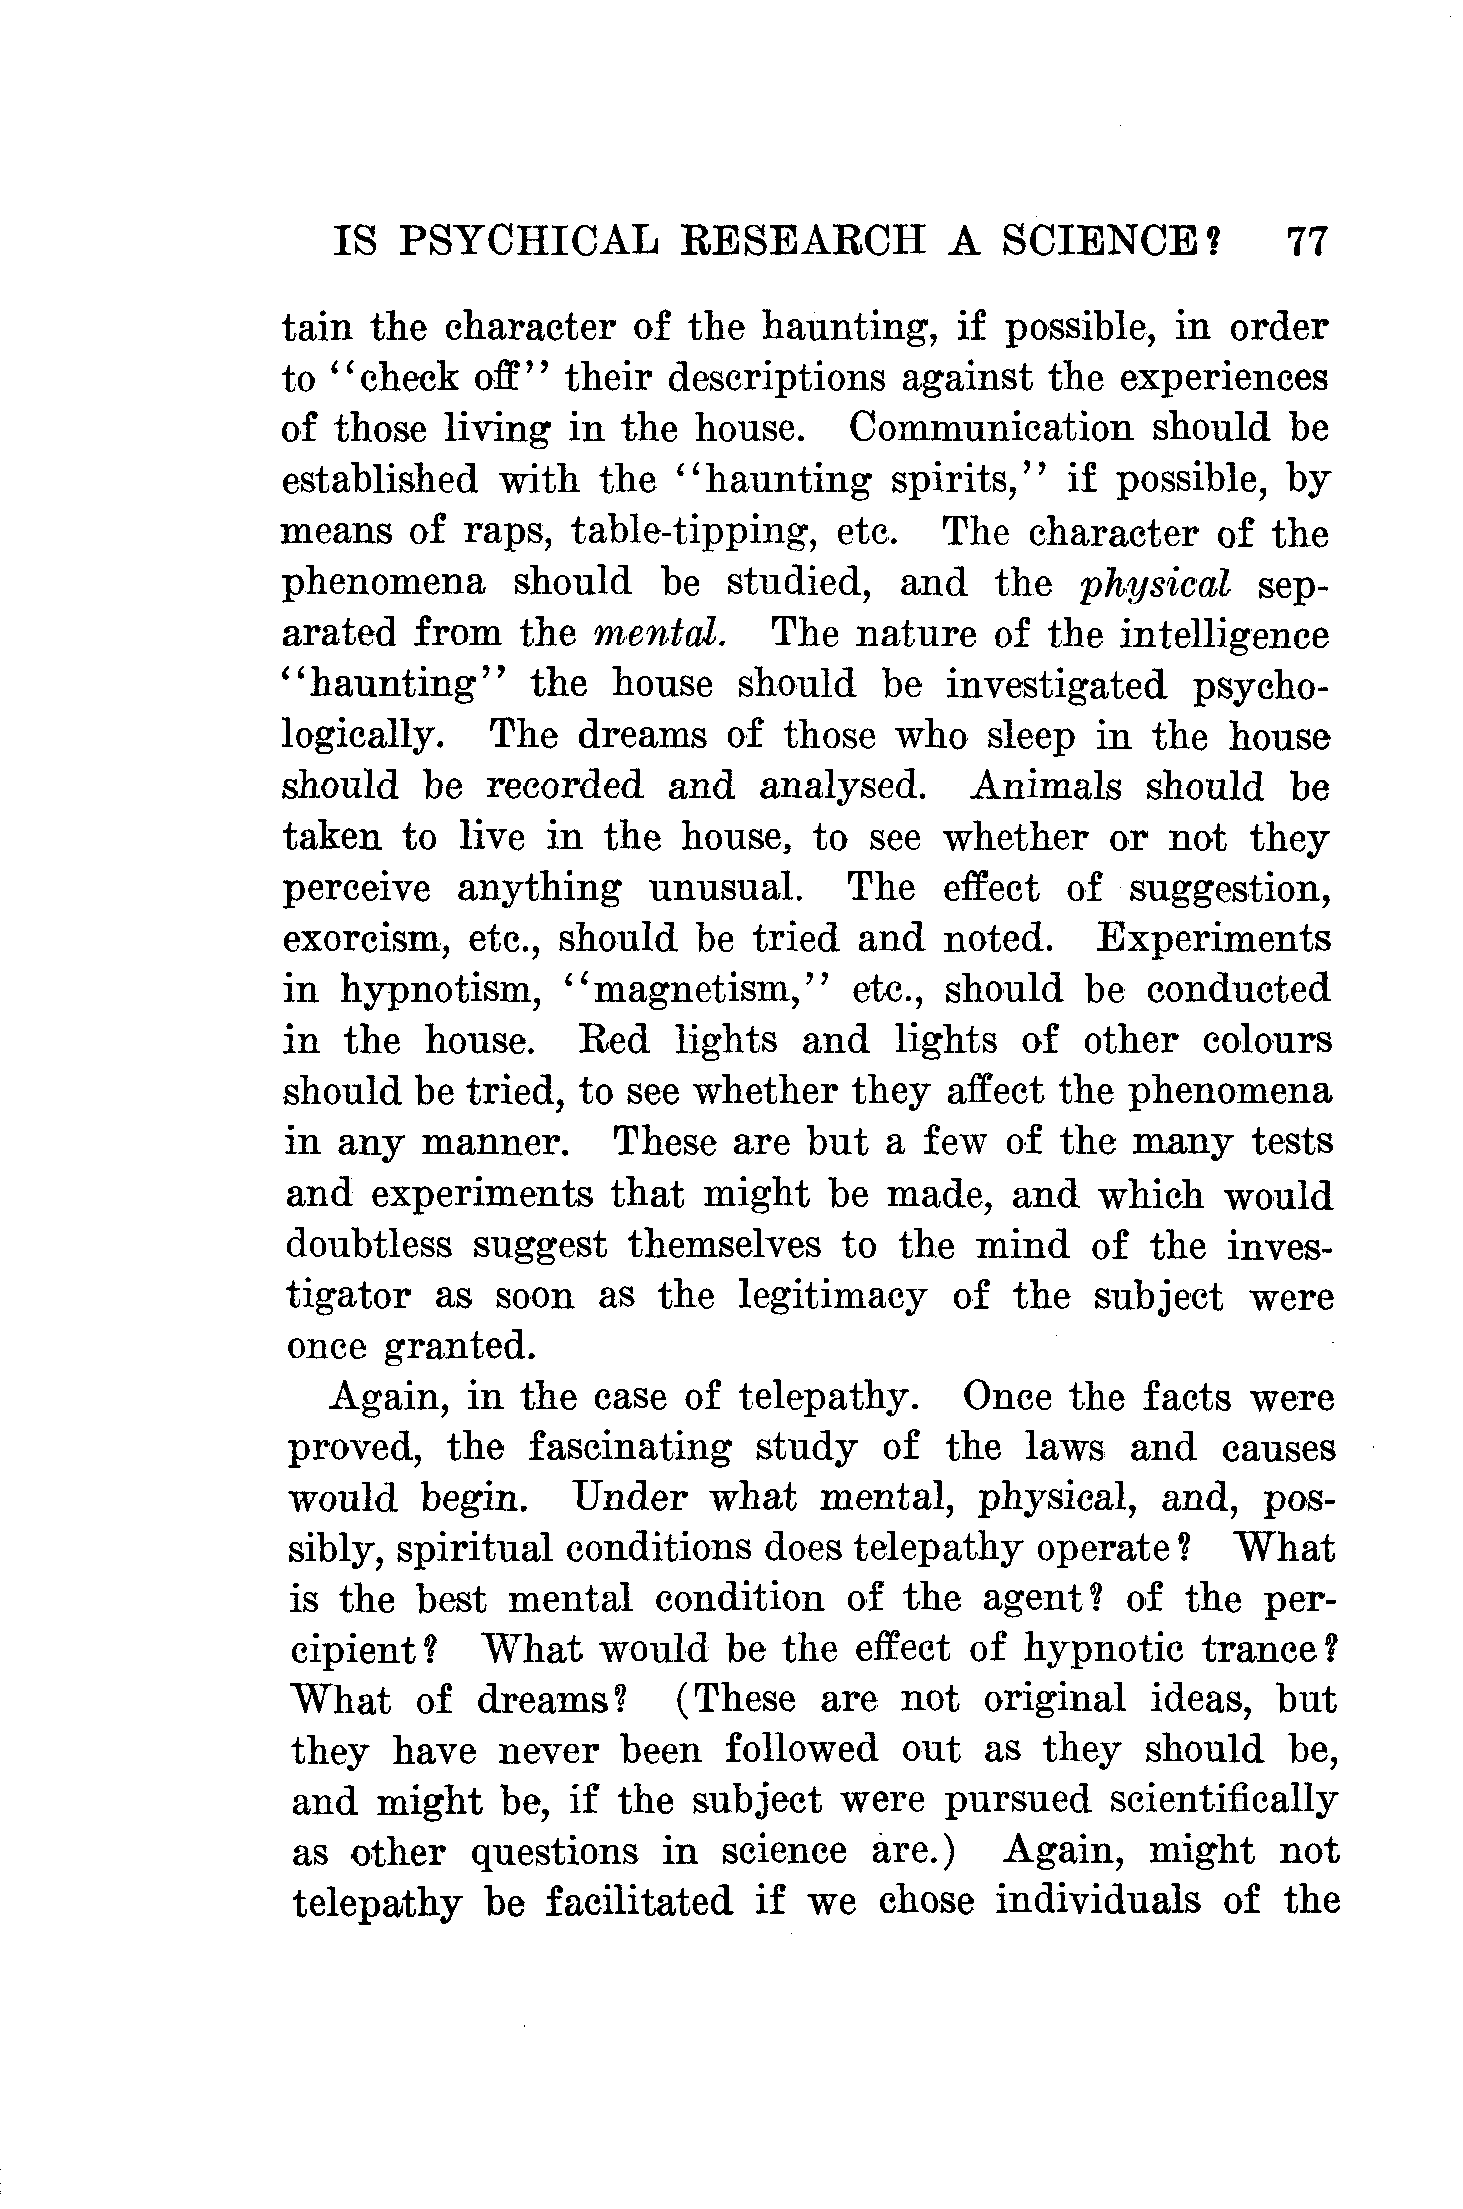 IS PSYCHICAL RESEARCH A SCIENCE? 77
tain the character of the haunting, if possible, in order
to "check off" their descriptions against the experiences
of those living in the house. Communication should be
established with the "haunting spirits," if possible, by
means of raps, table-tipping, etc. The character of the
phenomena should be studied, and the physical sep-
arated from the mental. The nature of the intelligence
"haunting" the house should be investigated psycho-
logically. The dreams of those who sleep in the house
should be recorded and analysed. Animals should be
taken to live in the house, to see whether or not they
perceive anything unusual. The effect of suggestion,
exorcism, etc., should be tried and noted. Experiments
in hypnotism, "magnetism," etc., should be conducted
in the house. Red lights and lights of other colours
should be tried, to see whether they affect the phenomena
in any manner. These are but a few of the many tests
and experiments that might be made, and which would
doubtless suggest themselves to the mind of the inves-
tigator as soon as the legitimacy of the subject were
once granted.
Again, in the case of telepathy. Once the facts were
proved, the fascinating study of the laws and causes
would begin. Under what mental, physical, and, pos-
sibly, spiritual conditions does telepathy operate? What
is the best mental condition of the agent? of the per-
cipient? What would be the effect of hypnotic trance?
What of dreams? (These are not original ideas, but
they have never been followed out as they should be,
and might be, if the subject were pursued scientifically
as other questions in science are.) Again, might not
telepathy be facilitated if we chose individuals of the